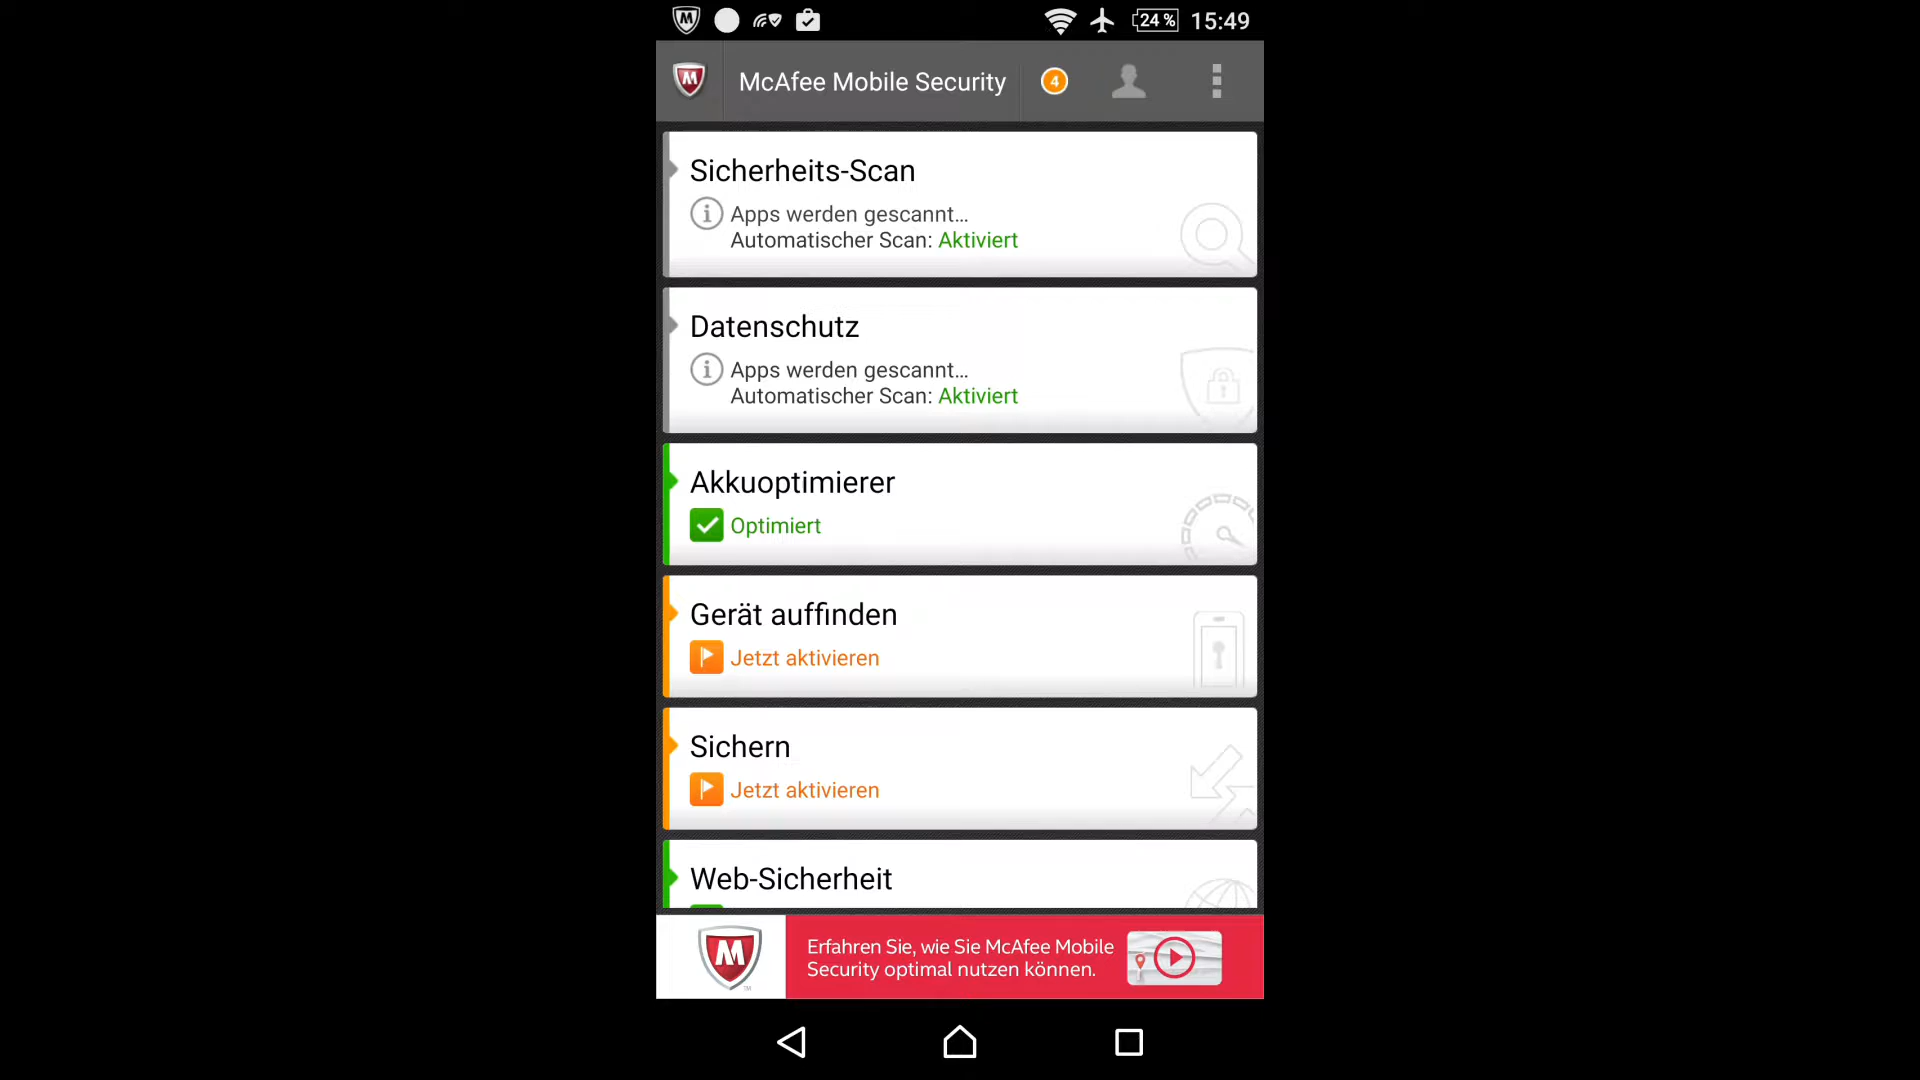 24 % 15:49
McAfee Mobile Security 4
Sicherheits-Scan
Apps werden gescannt...
Automatischer Scan: Aktiviert
Datenschutz
Apps werden gescannt...
Automatischer Scan: Aktiviert
Akkuoptimierer
Optimiert
Gerät auffinden
Jetzt aktivieren
Sichern
Jetzt aktivieren
Web-Sicherheit
Erfahren Sie, wie Sie McAfee Mobile
Security optimal nutzen können.